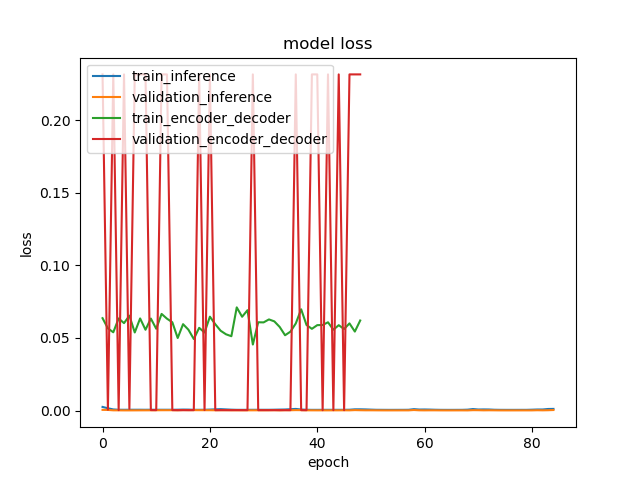 model loss
train_inference
validation_inference
train_encoder_decoder
validation_encoder_decoder
loss
0.20
0.15
0.10
0.05
0.00
0 20 40 60 80
epoch